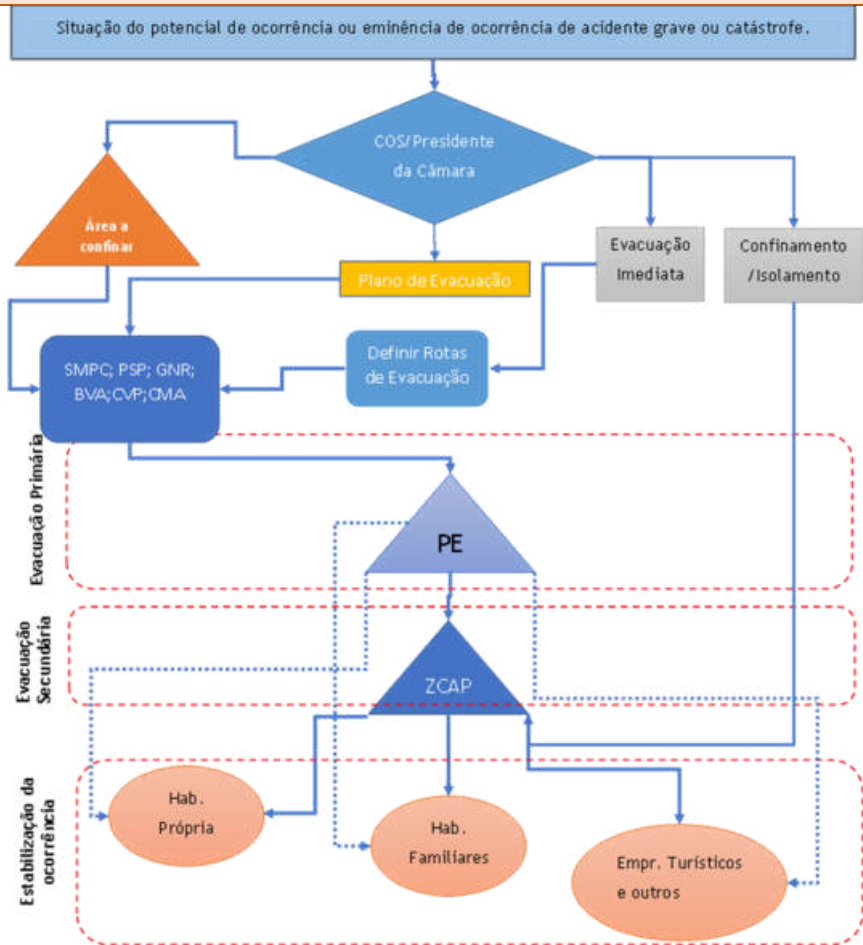 Situação do potencial de ocorrência ou eminência de ocorrência de acidente grave ou catástrofe.
COS/Presidente
da Câmara
Área a
confinar
Plano de Evacuação
Evacuação
Imediata
Confinamento
/Isolamento
SMPC; PSP; GNR;
BVA;CVP;CMA
Definir Rotas
de Evacuação
Evacuação Primária
PE
Evacuação
Secundária
ZCAP
Estabilização da
ocorrência
Hab.
Própria
Hab.
Familiares
Empr. Turísticos
e outros